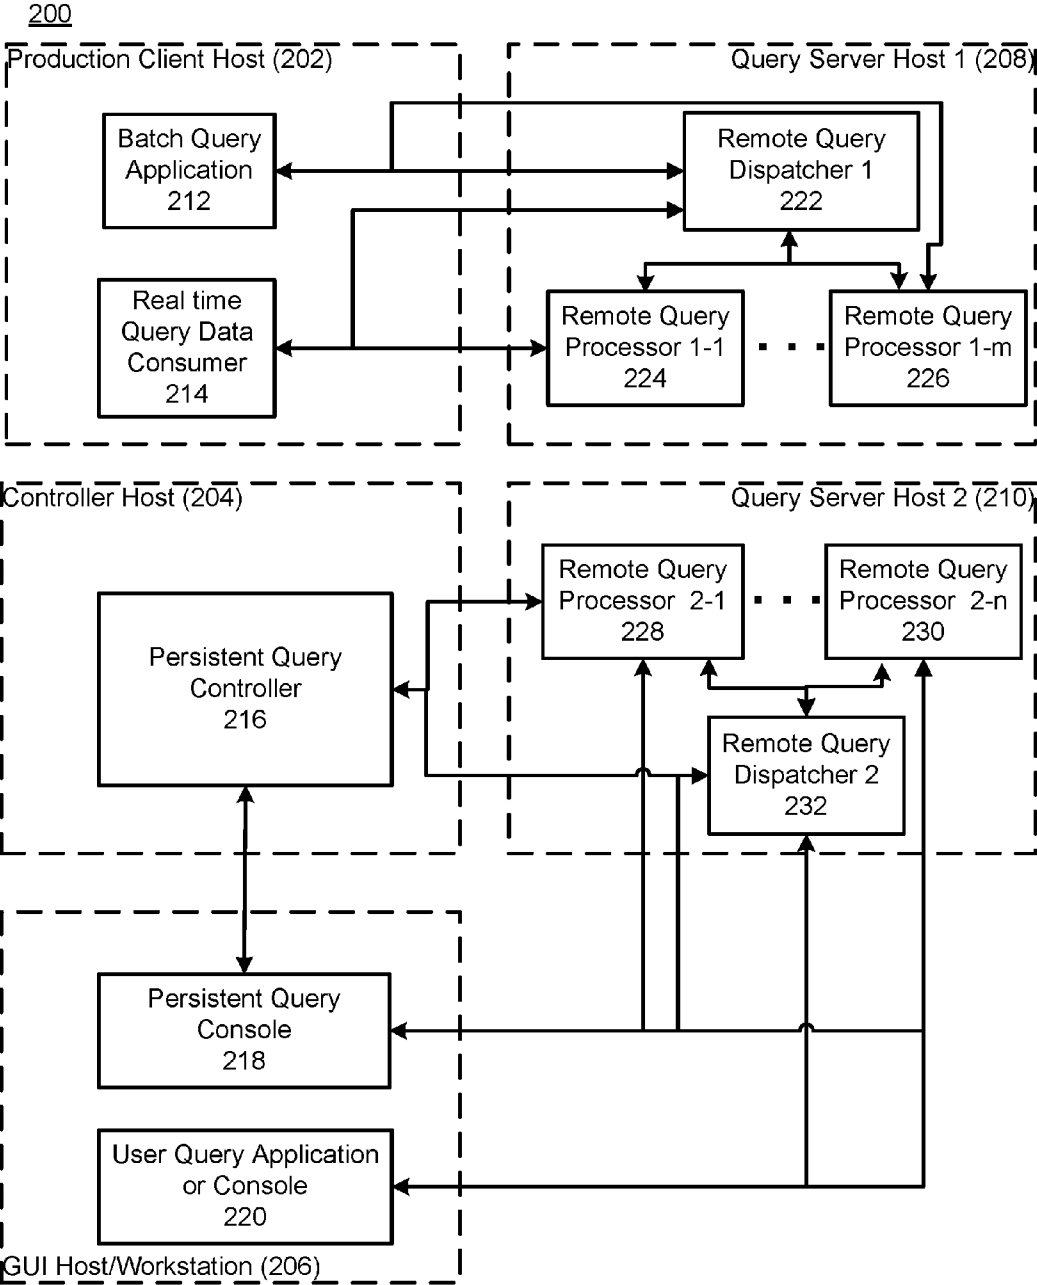 200
Production Client Host (202)
Query Server Host 1 (208)
Batch Query
Application
212
Remote Query
Dispatcher 1
222
Real time
Query Data
Consumer
214
Remote Query
Processor 1-1
224
Remote Query
Processor 1-m
226
Controller Host (204)
Query Server Host 2 (210)
Remote Query
Processor 2-1
228
Remote Query
Processor 2-n
230
Persistent Query
Controller
216
Remote Query
Dispatcher 2
232
Persistent Query
Console
218
User Query Application
or Console
220
GUI Host/Workstation (206)